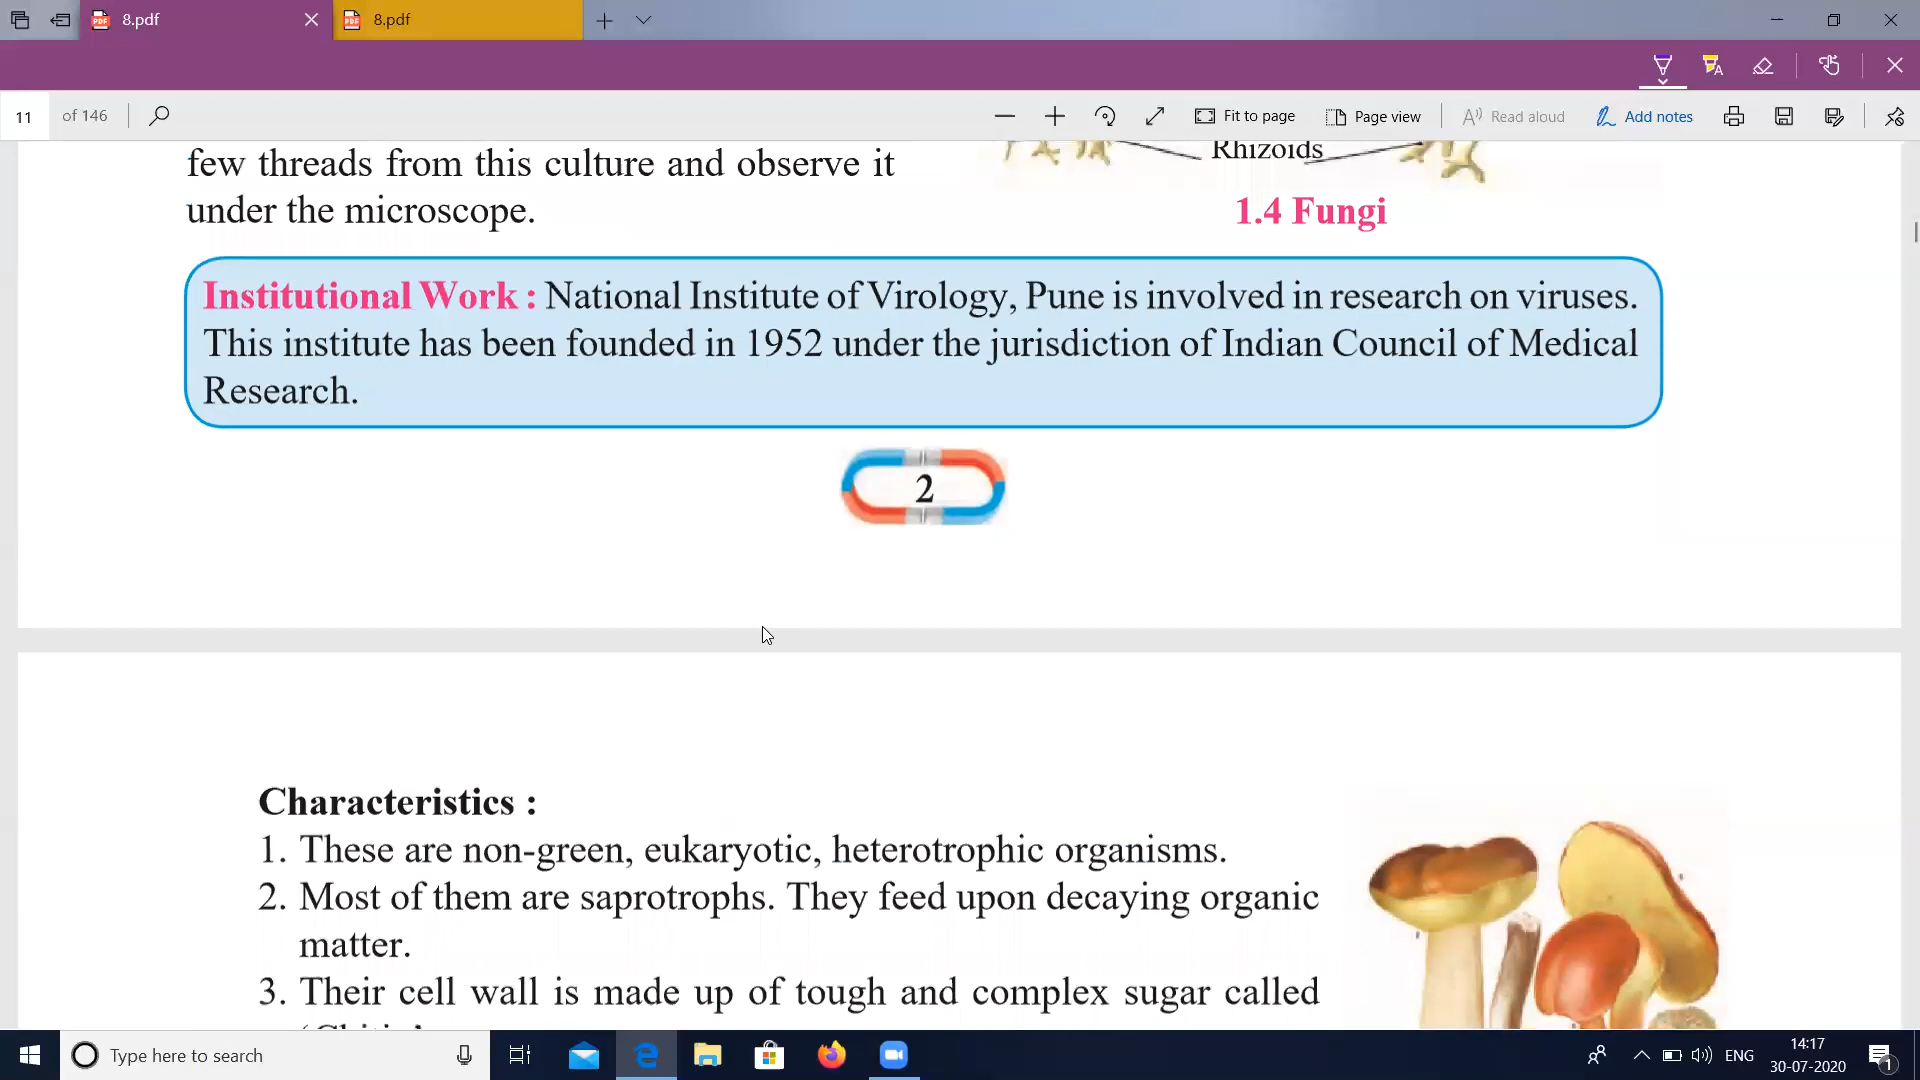 8.pdf
8.pdf
11 of 146
Fit to page
Page view
Read aloud
Add notes
few threads from this culture and observe it
under the microscope.
Rhizoids
1.4 Fungi
Institutional Work : National Institute of Virology, Pune is involved in research on viruses.
This institute has been founded in 1952 under the jurisdiction of Indian Council of Medical
Research.
2
Characteristics :
1. These are non-green, eukaryotic, heterotrophic organisms.
2. Most of them are saprotrophs. They feed upon decaying organic
matter.
3. Their cell wall is made up of tough and complex sugar called
Type here to search
ENG
14:17
30-07-2020
1